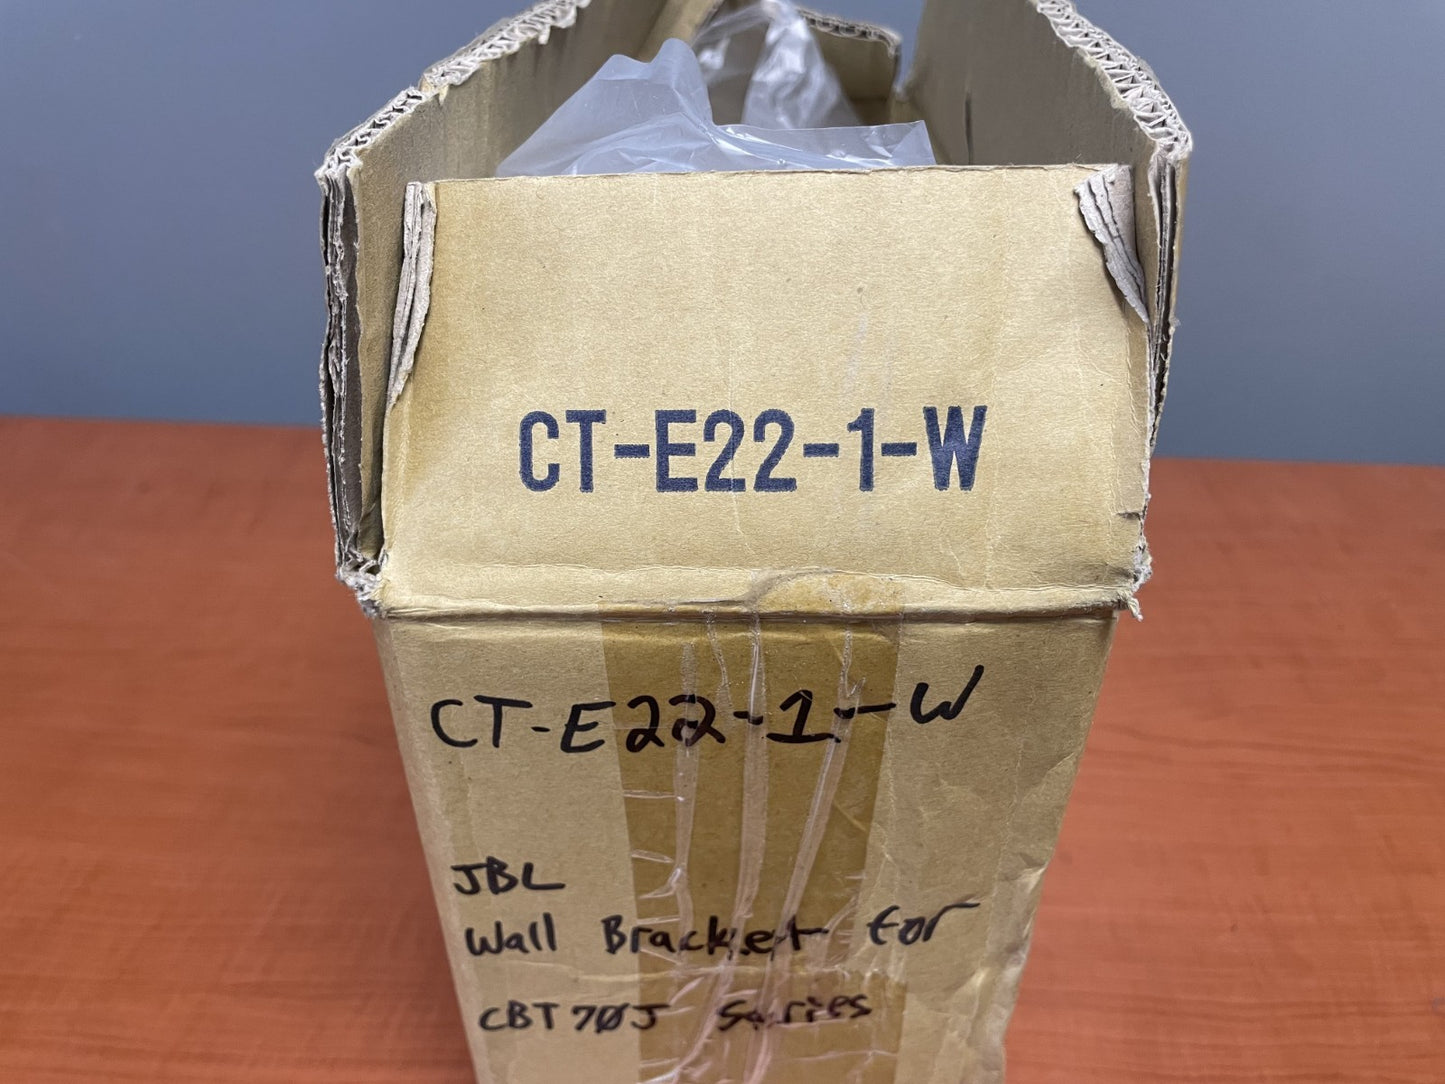 CT-E22-1-W
CT-E22-1-W
JBL
Wall Bracket for
CBT70J Series